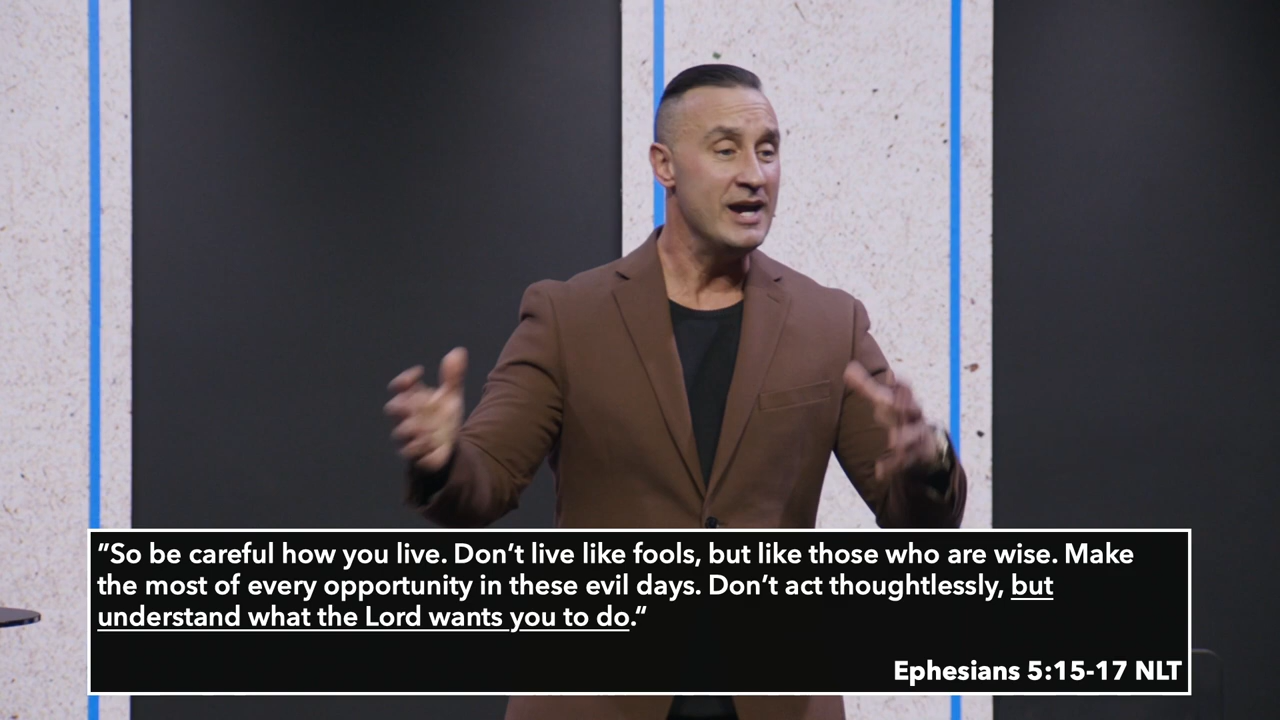 “So be careful how you live. Don’t live like fools, but like those who are wise. Make
the most of every opportunity in these evil days. Don’t act thoughtlessly, but
understand what the Lord wants you to do.“
Ephesians 5:15-17 NLT